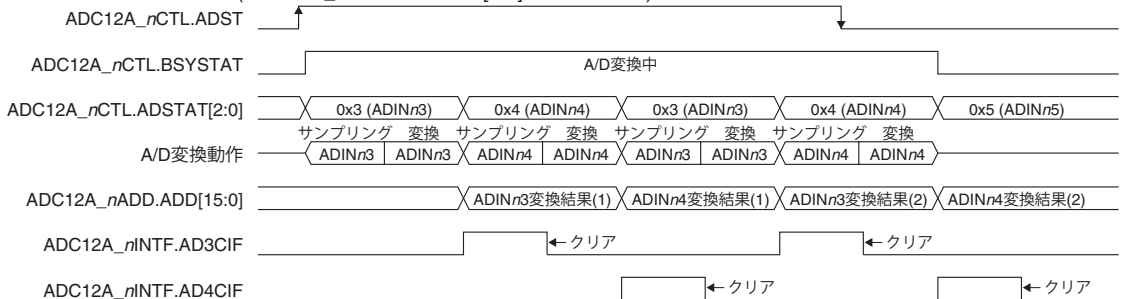 ADC12A_nCTL.ADST
ADC12A_nCTL.BSYSTAT A/D変換中
ADC12A_nCTL.ADSTAT[2:0] 0x3 (ADINn3) 0x4 (ADINn4) 0x3 (ADINn3) 0x4 (ADINn4) 0x5 (ADINn5)
サンプリング 変換 サンプリング 変換 サンプリング 変換 サンプリング 変換
A/D変換動作 ADINn3 ADINn3 ADINn4 ADINn4 ADINn3 ADINn3 ADINn4 ADINn4
ADC12A_nADD.ADD[15:0] ADINn3変換結果(1) ADINn4変換結果(1) ADINn3変換結果(2) ADINn4変換結果(2)
ADC12A_nINTF.AD3CIF クリア クリア
ADC12A_nINTF.AD4CIF クリア クリア